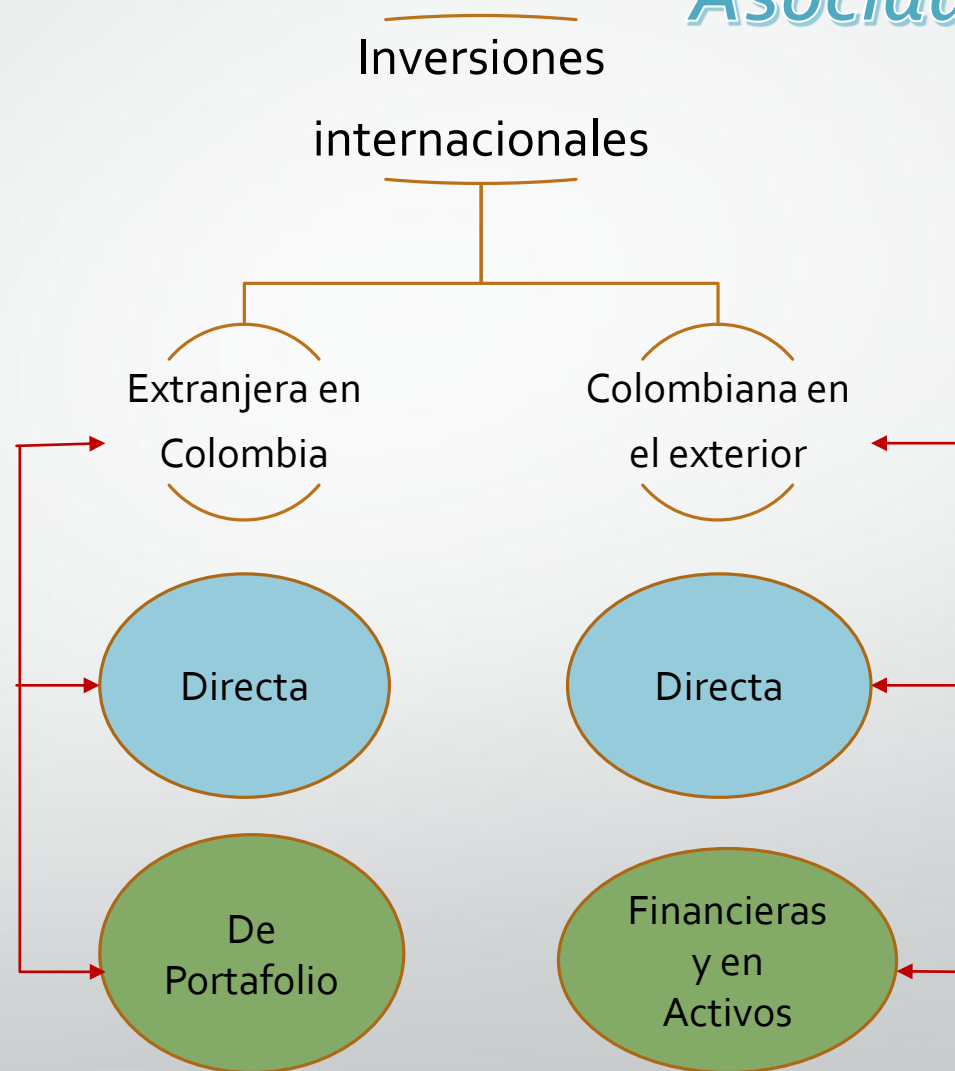 Inversiones
internacionales
Extranjera en
Colombia
Colombiana en
el exterior
Directa
Directa
De
Portafolio
Financieras
y en
Activos